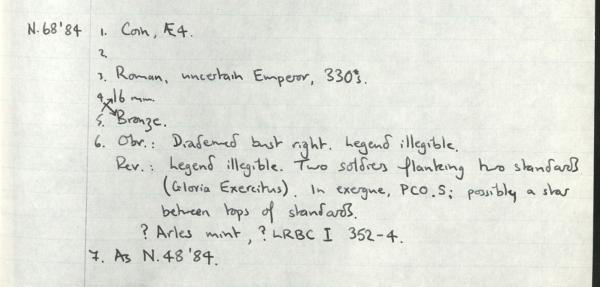 N.68'84 1. Coin, Æ4.
2
3. Roman, uncertain Emperor, 330's.
4. 16 mm.
5. Bronze.
6. Obv.: Diademed bust right. Legend illegible.
Rev.: Legend illegible. Two soldiers flanking two standards
(Gloria Exercitus). In exergue, PCO.S; possibly a star
between tops of standards.
? Arles mint, ? LRBC I 352-4.
7. As N.48'84.